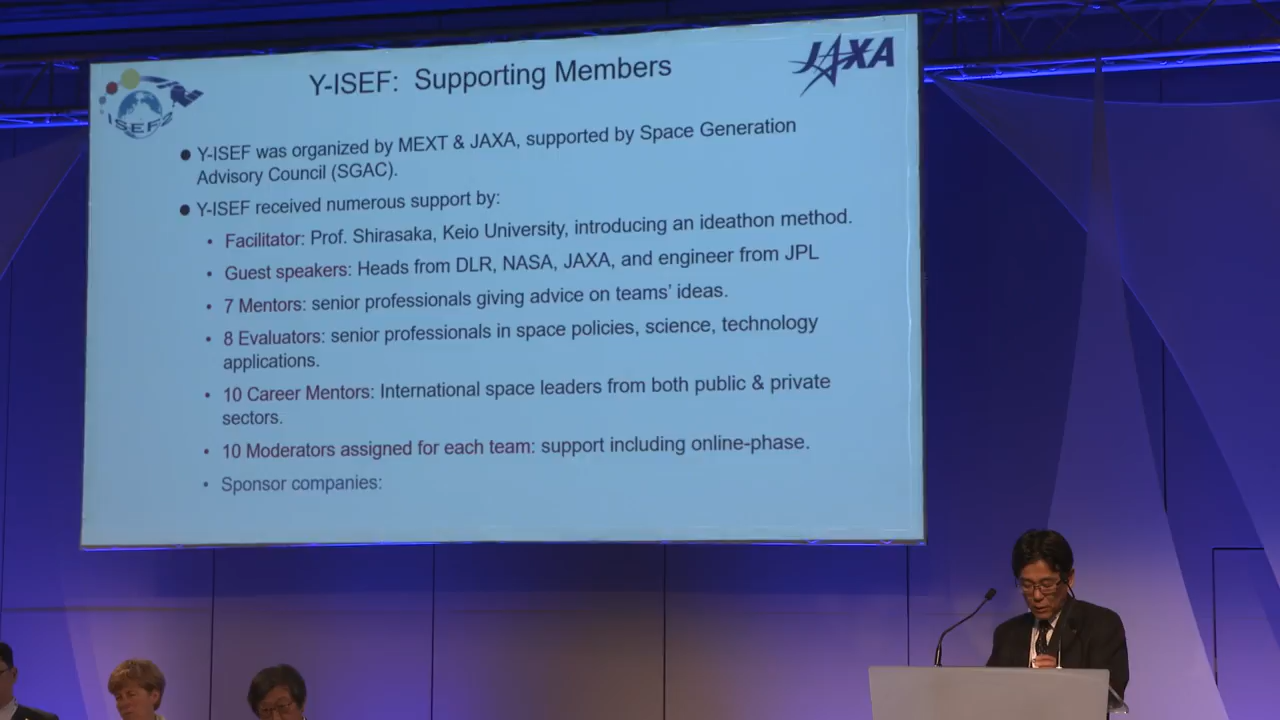 Y-ISEF: Supporting Members
JAXA
ISEF2
● Y-ISEF was organized by MEXT & JAXA, supported by Space Generation
Advisory Council (SGAC).
● Y-ISEF received numerous support by:
• Facilitator: Prof. Shirasaka, Keio University, introducing an ideathon method.
• Guest speakers: Heads from DLR, NASA, JAXA, and engineer from JPL
• 7 Mentors: senior professionals giving advice on teams’ ideas.
• 8 Evaluators: senior professionals in space policies, science, technology
applications.
• 10 Career Mentors: International space leaders from both public & private
sectors.
• 10 Moderators assigned for each team: support including online-phase.
• Sponsor companies: